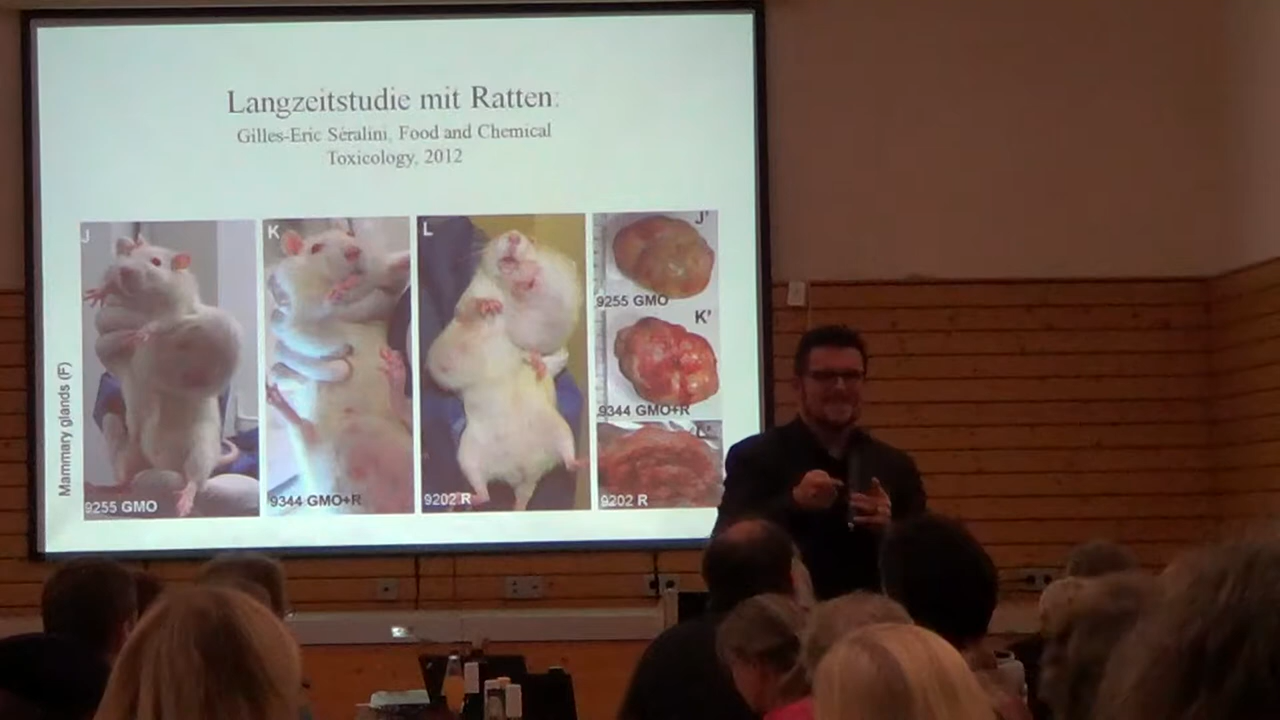 Langzeitstudie mit Ratten:
Gilles-Eric Séralini, Food and Chemical
Toxicology, 2012
Mammary glands (F)
J
9255 GMO
K
9344 GMO+R
L
9202 R
J'
9255 GMO
K'
9344 GMO+R
L'
9202 R